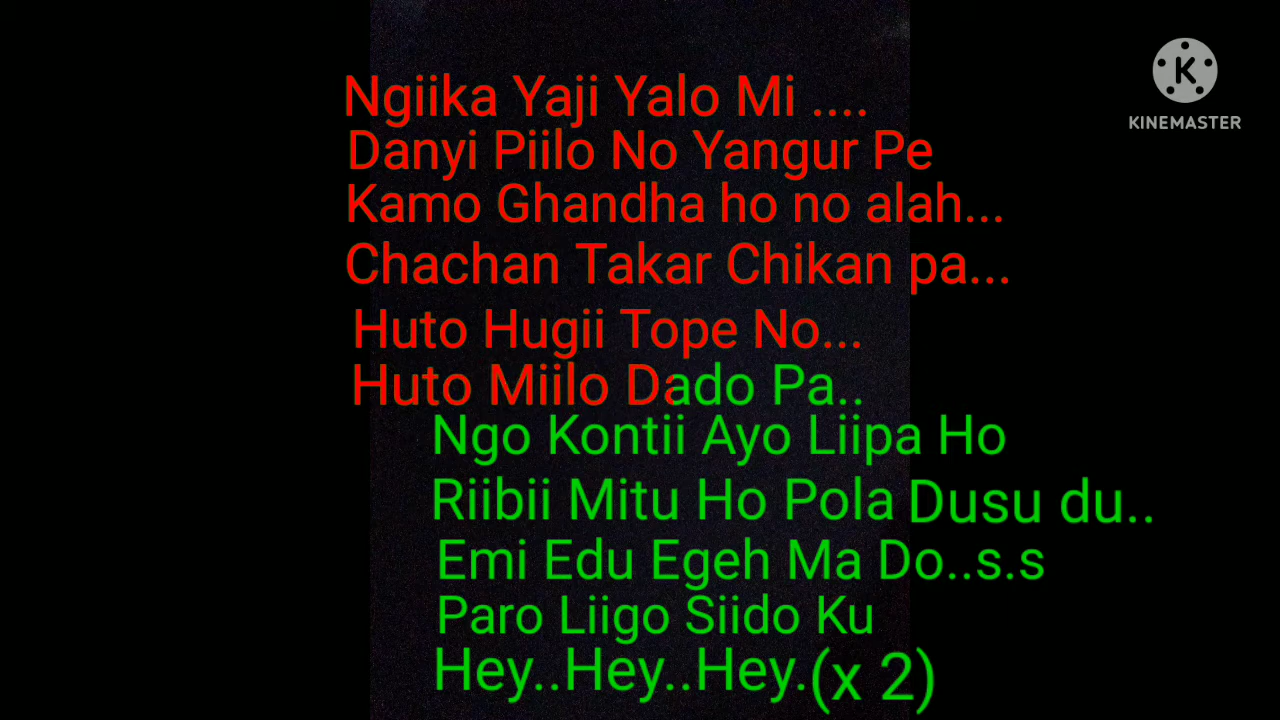 Ngiika Yaji Yalo Mi ....
Danyi Piilo No Yangur Pe
Kamo Ghandha ho no alah...
Chachan Takar Chikan pa...
Huto Hugii Tope No...
Huto Miilo Daado Pa..
Ngo Kontii Ayo Liipa Ho
Riibii Mitu Ho Pola Dusu du..
Emi Edu Egeh Ma Do..s.s
Paro Liigo Siido Ku
Hey..Hey..Hey.(x 2)
K
KINEMASTER